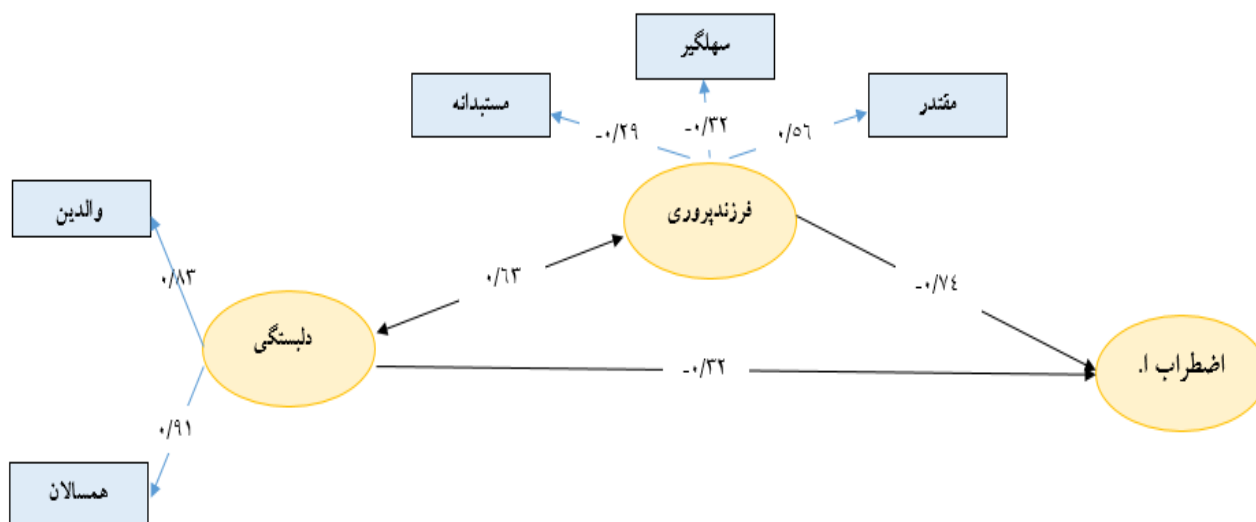 سهلگیر
مستبدانه
مقتدر
-۰/۲۹
-۰/۳۲
۰/۵۶
فرزندپروری
والدین
۰/۸۳
۰/۶۳
-۰/۷۴
دلبستگی
-۰/۳۲
اضطراب ا.
۰/۹۱
همسالان